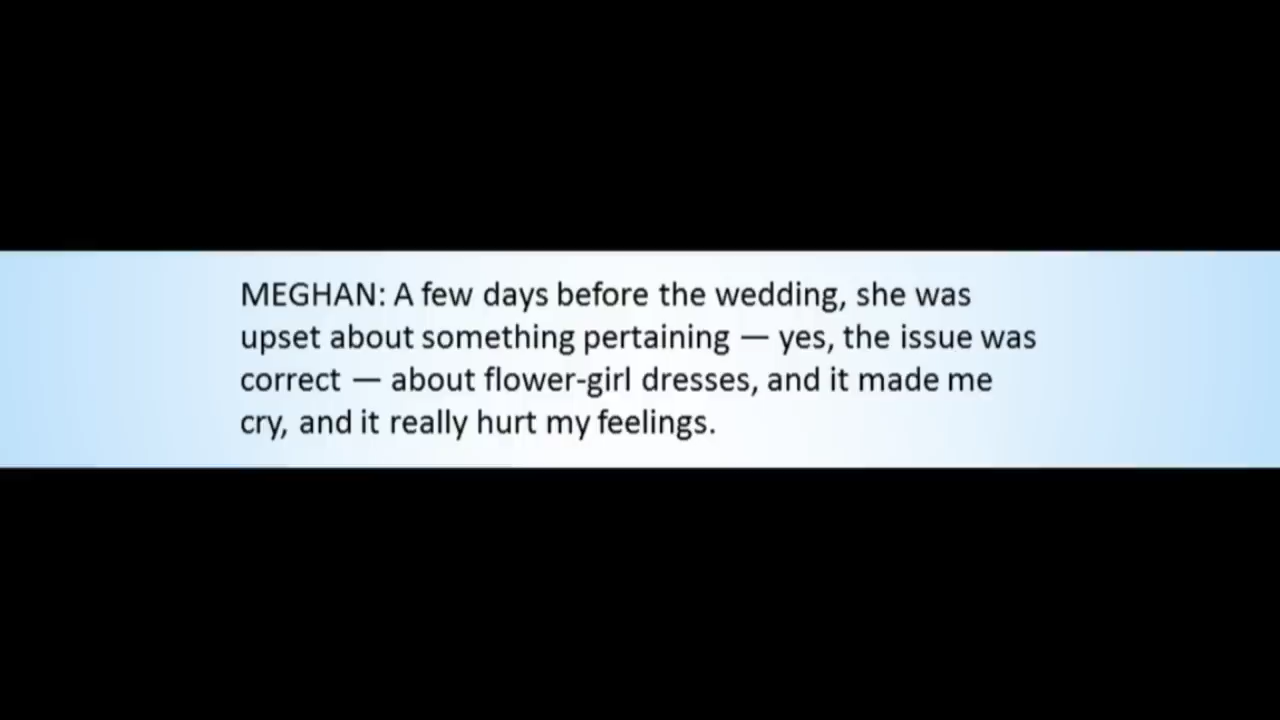 MEGHAN: A few days before the wedding, she was
upset about something pertaining — yes, the issue was
correct — about flower-girl dresses, and it made me
cry, and it really hurt my feelings.